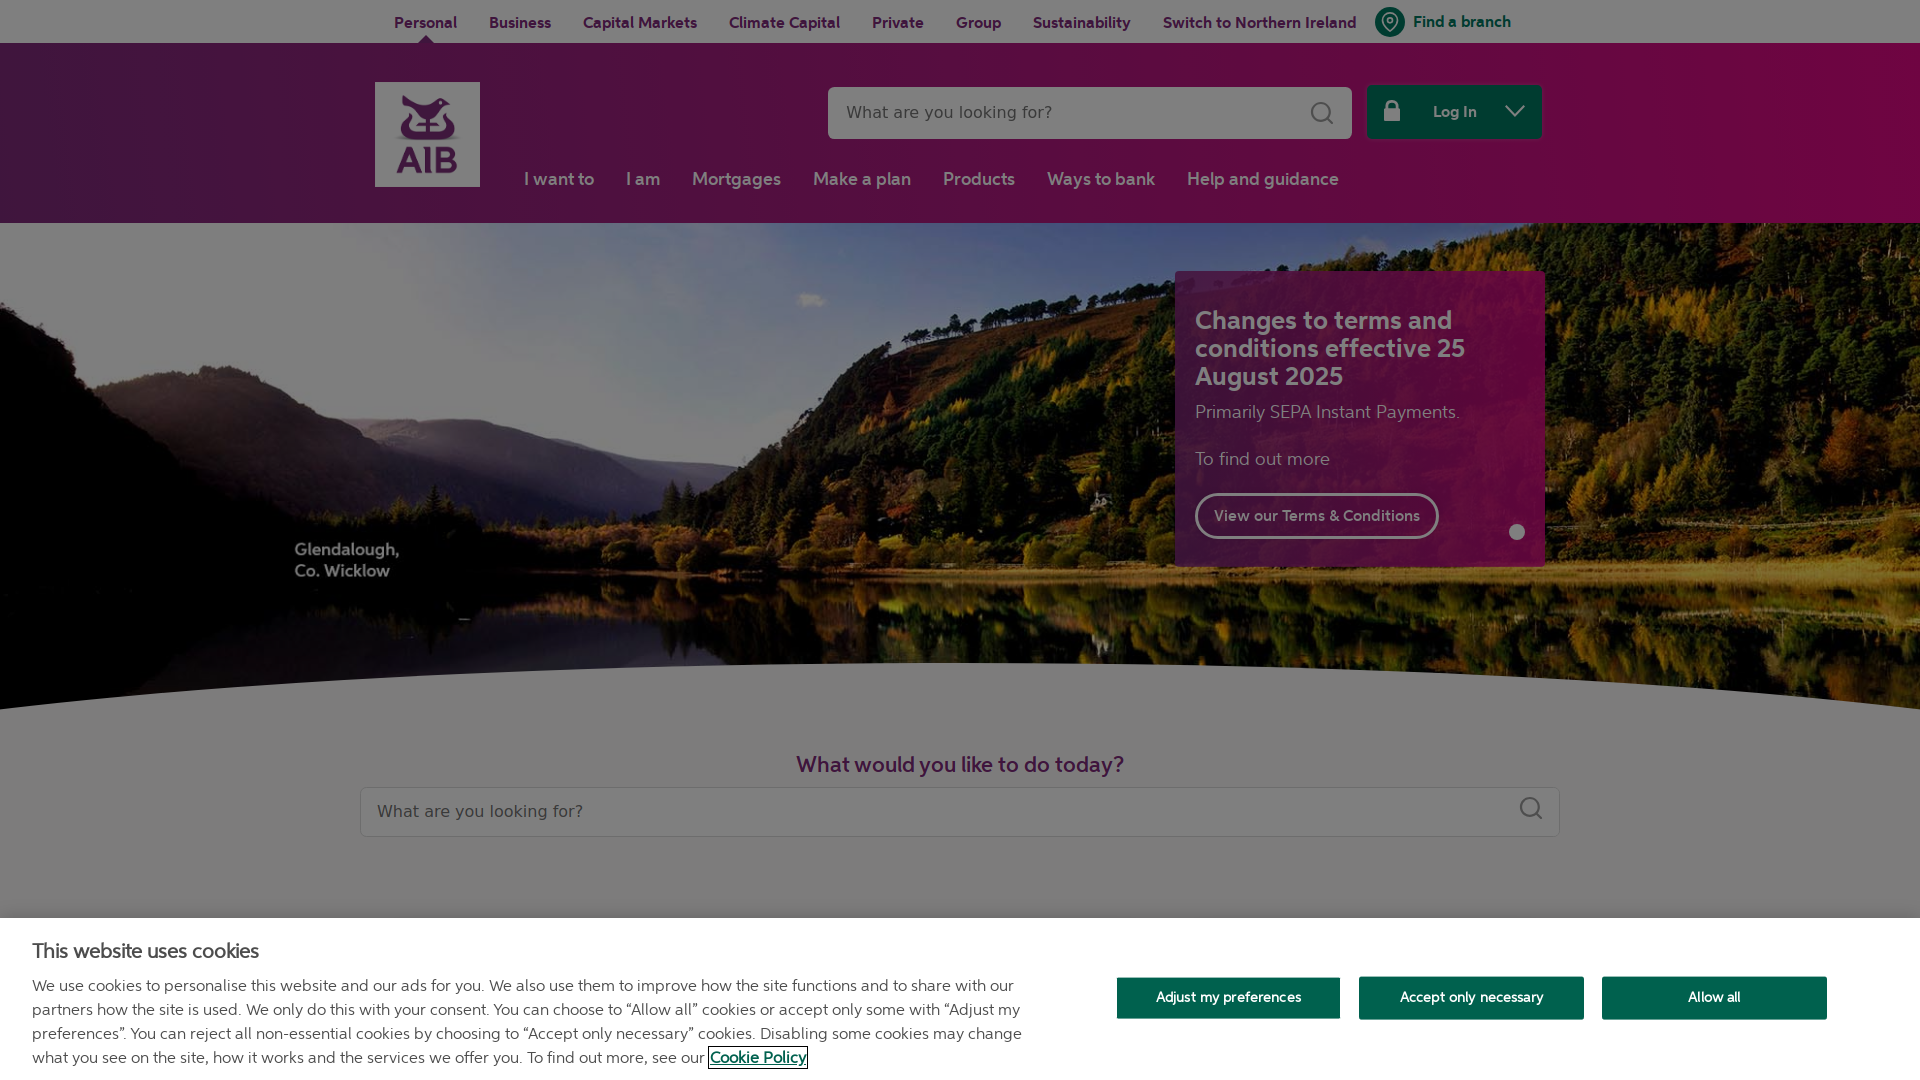 Personal
Business
Capital Markets
Climate Capital
Private
Group
Sustainability
Switch to Northern Ireland
Find a branch
AIB
What are you looking for?
Log In
I want to
I am
Mortgages
Make a plan
Products
Ways to bank
Help and guidance
Changes to terms and
conditions effective 25
August 2025
Primarily SEPA Instant Payments.
To find out more
View our Terms & Conditions
Glendalough,
Co. Wicklow
What would you like to do today?
What are you looking for?
This website uses cookies
We use cookies to personalise this website and our ads for you. We also use them to improve how the site functions and to share with our
partners how the site is used. We only do this with your consent. You can choose to “Allow all” cookies or accept only some with “Adjust my
preferences”. You can reject all non-essential cookies by choosing to “Accept only necessary” cookies. Disabling some cookies may change
what you see on the site, how it works and the services we offer you. To find out more, see our Cookie Policy
Adjust my preferences
Accept only necessary
Allow all